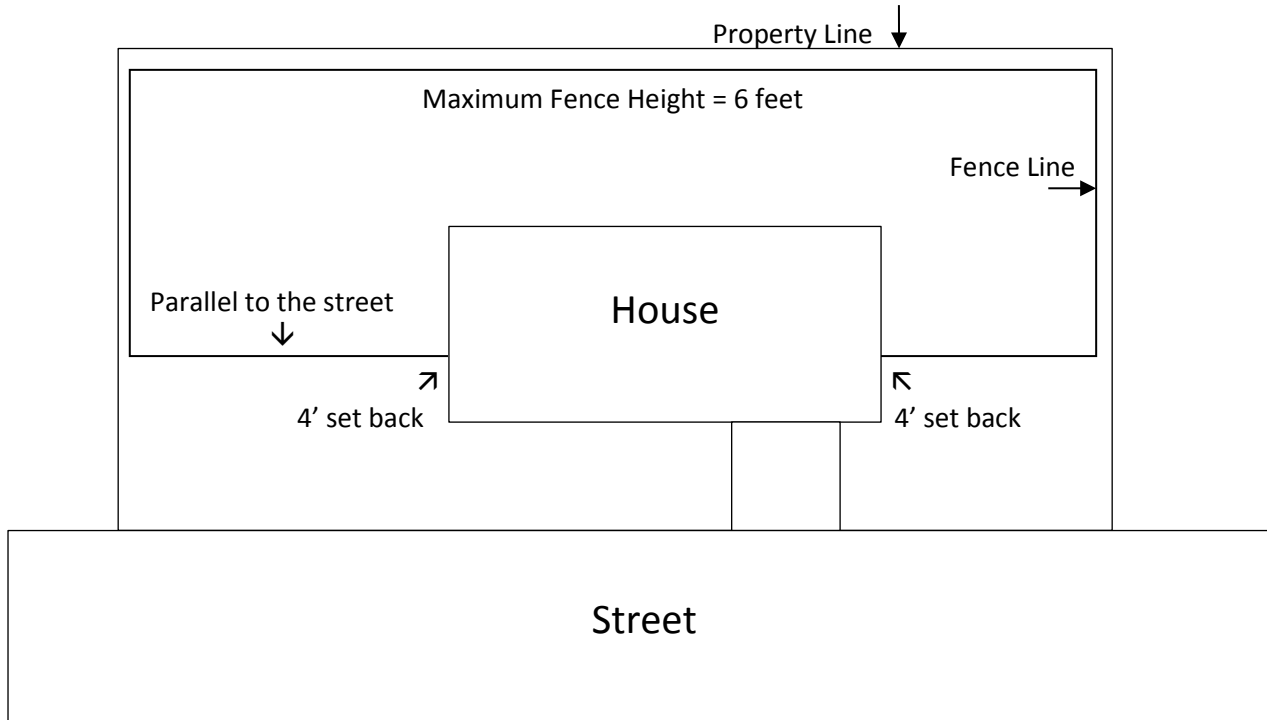 Property Line
Maximum Fence Height = 6 feet
Fence Line
Parallel to the street
House
4’ set back
4’ set back
Street